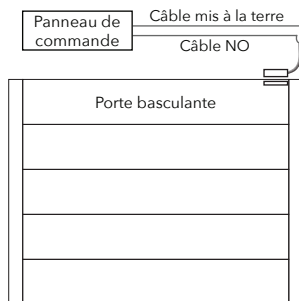 Panneau de
commande
Câble mis à la terre
Câble NO
Porte basculante